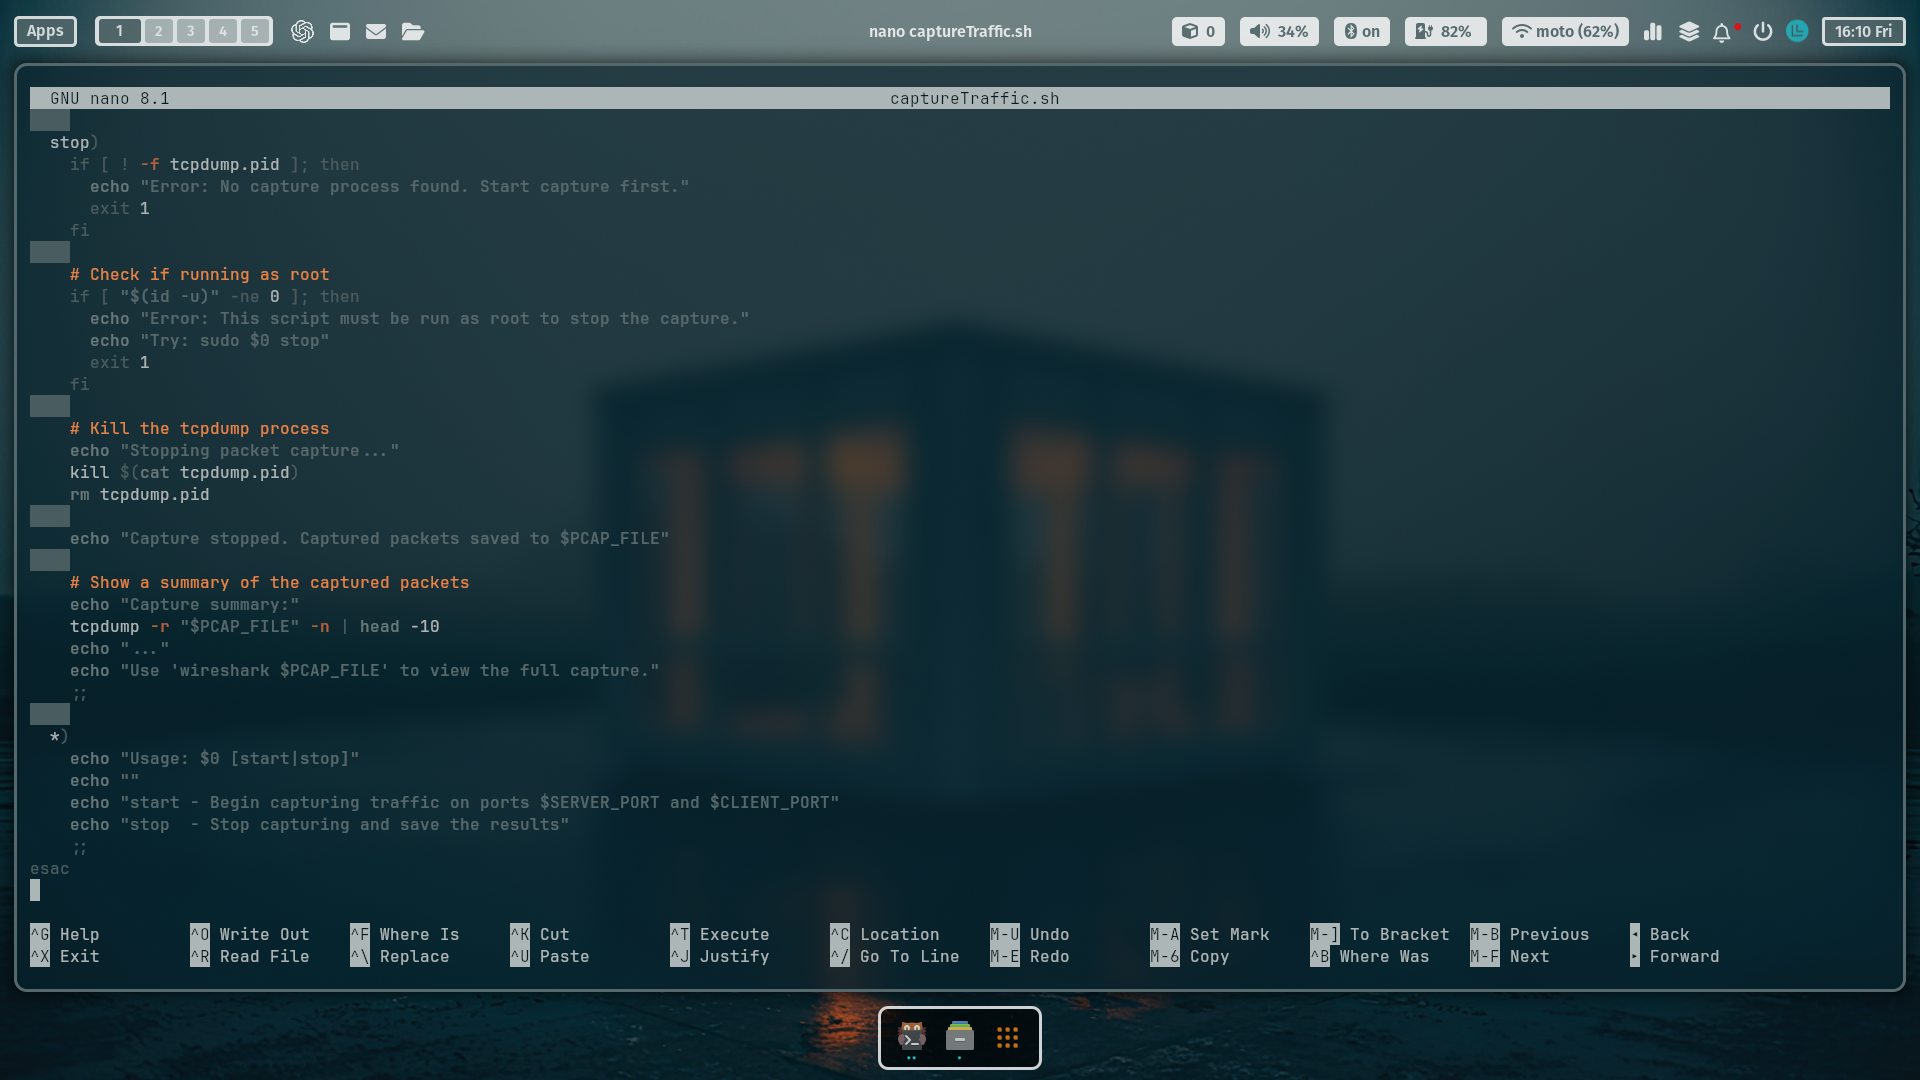 Apps 1 2 3 4 5 nano captureTraffic.sh 0 34% on 82% moto (62%) 16:10 Fri
GNU nano 8.1 captureTraffic.sh
  stop)
    if [ ! -f tcpdump.pid ]; then
      echo "Error: No capture process found. Start capture first."
      exit 1
    fi
    # Check if running as root
    if [ "$(id -u)" -ne 0 ]; then
      echo "Error: This script must be run as root to stop the capture."
      echo "Try: sudo $0 stop"
      exit 1
    fi
    # Kill the tcpdump process
    echo "Stopping packet capture..."
    kill $(cat tcpdump.pid)
    rm tcpdump.pid
    echo "Capture stopped. Captured packets saved to $PCAP_FILE"
    # Show a summary of the captured packets
    echo "Capture summary:"
    tcpdump -r "$PCAP_FILE" -n | head -10
    echo "..."
    echo "Use 'wireshark $PCAP_FILE' to view the full capture."
    ;;
  *)
    echo "Usage: $0 [start|stop]"
    echo ""
    echo "start - Begin capturing traffic on ports $SERVER_PORT and $CLIENT_PORT"
    echo "stop  - Stop capturing and save the results"
    ;;
esac
^G Help ^O Write Out ^F Where Is ^K Cut ^T Execute ^C Location M-U Undo M-A Set Mark M-] To Bracket M-B Previous ◂ Back
^X Exit ^R Read File ^\ Replace ^U Paste ^J Justify ^/ Go To Line M-E Redo M-6 Copy ^B Where Was M-F Next ▸ Forward